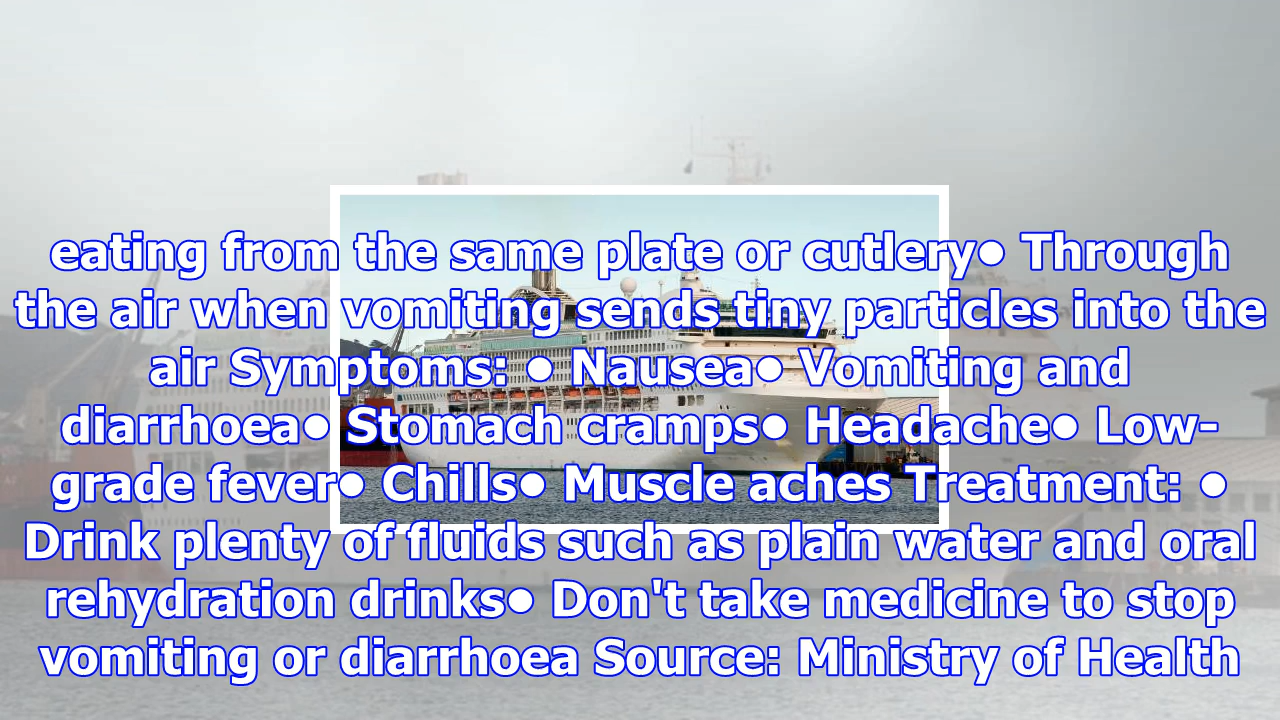 eating from the same plate or cutlery● Through
the air when vomiting sends tiny particles into the
air Symptoms: ● Nausea● Vomiting and
diarrhoea● Stomach cramps● Headache● Low-
grade fever● Chills● Muscle aches Treatment: ●
Drink plenty of fluids such as plain water and oral
rehydration drinks● Don't take medicine to stop
vomiting or diarrhoea Source: Ministry of Health